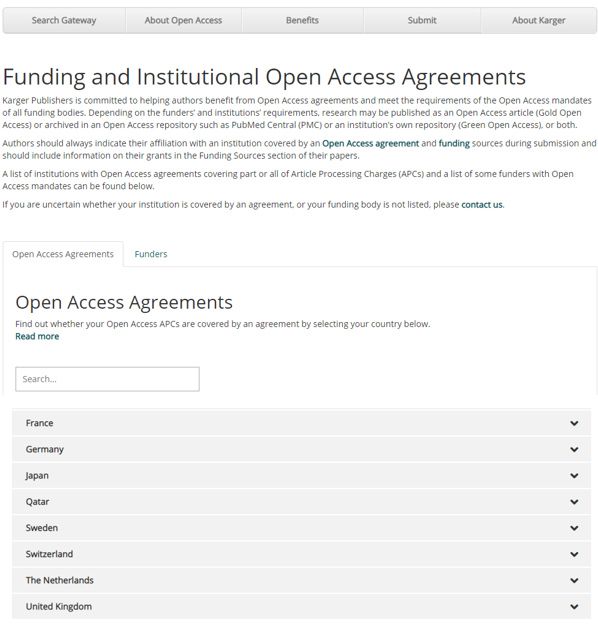 Search Gateway
About Open Access
Benefits
Submit
About Karger
Funding and Institutional Open Access Agreements
Karger Publishers is committed to helping authors benefit from Open Access agreements and meet the requirements of the Open Access mandates
of all funding bodies. Depending on the funders' and institutions' requirements, research may be published as an Open Access article (Gold Open
Access) or archived in an Open Access repository such as PubMed Central (PMC) or an institution's own repository (Green Open Access), or both.
Authors should always indicate their affiliation with an institution covered by an Open Access agreement and funding sources during submission and
should include information on their grants in the Funding Sources section of their papers.
A list of institutions with Open Access agreements covering part or all of Article Processing Charges (APCs) and a list of some funders with Open
Access mandates can be found below.
If you are uncertain whether your institution is covered by an agreement, or your funding body is not listed, please contact us.
Open Access Agreements
Funders
Open Access Agreements
Find out whether your Open Access APCs are covered by an agreement by selecting your country below.
Read more
Search...
France
Germany
Japan
Qatar
Sweden
Switzerland
The Netherlands
United Kingdom